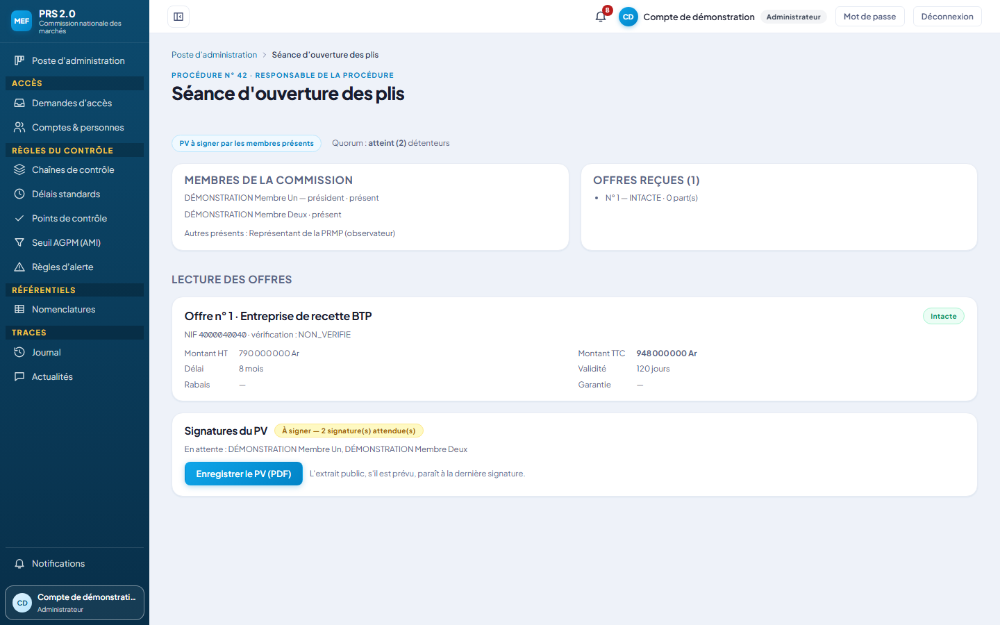 MEF
PRS 2.0
Commission nationale des
marchés
Poste d'administration
ACCÈS
Demandes d'accès
Comptes & personnes
RÈGLES DU CONTRÔLE
Chaînes de contrôle
Délais standards
Points de contrôle
Seuil AGPM (AMI)
Règles d'alerte
RÉFÉRENTIELS
Nomenclatures
TRACES
Journal
Actualités
Notifications
CD
Compte de démonstrati…
Administrateur
8
CD
Compte de démonstration
Administrateur
Mot de passe
Déconnexion
Poste d'administration > Séance d'ouverture des plis
PROCÉDURE N° 42 · RESPONSABLE DE LA PROCÉDURE
Séance d'ouverture des plis
PV à signer par les membres présents
Quorum : atteint (2) détenteurs
MEMBRES DE LA COMMISSION
DÉMONSTRATION Membre Un — président · présent
DÉMONSTRATION Membre Deux · présent
Autres présents : Représentant de la PRMP (observateur)
OFFRES REÇUES (1)
• N° 1 — INTACTE · 0 part(s)
LECTURE DES OFFRES
Offre n° 1 · Entreprise de recette BTP
Intacte
NIF 4000040040 · vérification : NON_VERIFIE
Montant HT 790 000 000 Ar
Montant TTC 948 000 000 Ar
Délai 8 mois
Validité 120 jours
Rabais —
Garantie —
Signatures du PV
À signer — 2 signature(s) attendue(s)
En attente : DÉMONSTRATION Membre Un, DÉMONSTRATION Membre Deux
Enregistrer le PV (PDF)
L'extrait public, s'il est prévu, paraît à la dernière signature.